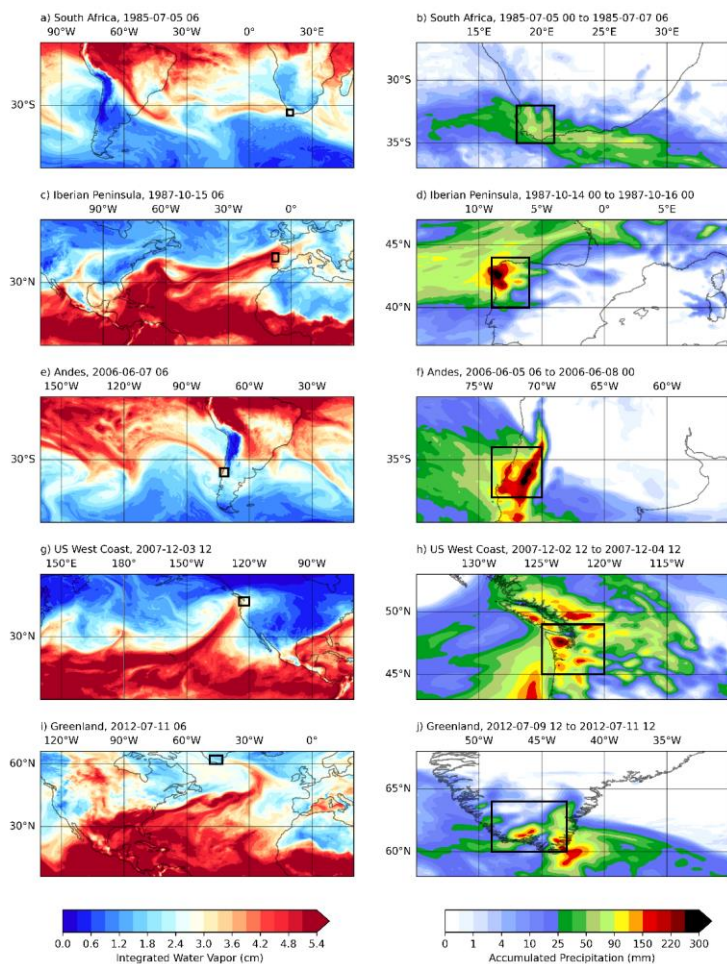 a) South Africa, 1985-07-05 06
90°W 60°W 30°W 0° 30°E
30°S
b) South Africa, 1985-07-05 00 to 1985-07-07 06
15°E 20°E 25°E 30°E
30°S
35°S
c) Iberian Peninsula, 1987-10-15 06
90°W 60°W 30°W 0°
30°N
d) Iberian Peninsula, 1987-10-14 00 to 1987-10-16 00
10°W 5°W 0° 5°E
45°N
40°N
e) Andes, 2006-06-07 06
150°W 120°W 90°W 60°W 30°W
30°S
f) Andes, 2006-06-05 06 to 2006-06-08 00
75°W 70°W 65°W 60°W
35°S
g) US West Coast, 2007-12-03 12
150°E 180° 150°W 120°W 90°W
30°N
h) US West Coast, 2007-12-02 12 to 2007-12-04 12
130°W 125°W 120°W 115°W
50°N
45°N
i) Greenland, 2012-07-11 06
120°W 90°W 60°W 30°W 0°
60°N
30°N
j) Greenland, 2012-07-09 12 to 2012-07-11 12
50°W 45°W 40°W 35°W
65°N
60°N
0.0 0.6 1.2 1.8 2.4 3.0 3.6 4.2 4.8 5.4
Integrated Water Vapor (cm)
0 1 4 10 25 50 90 150 220 300
Accumulated Precipitation (mm)